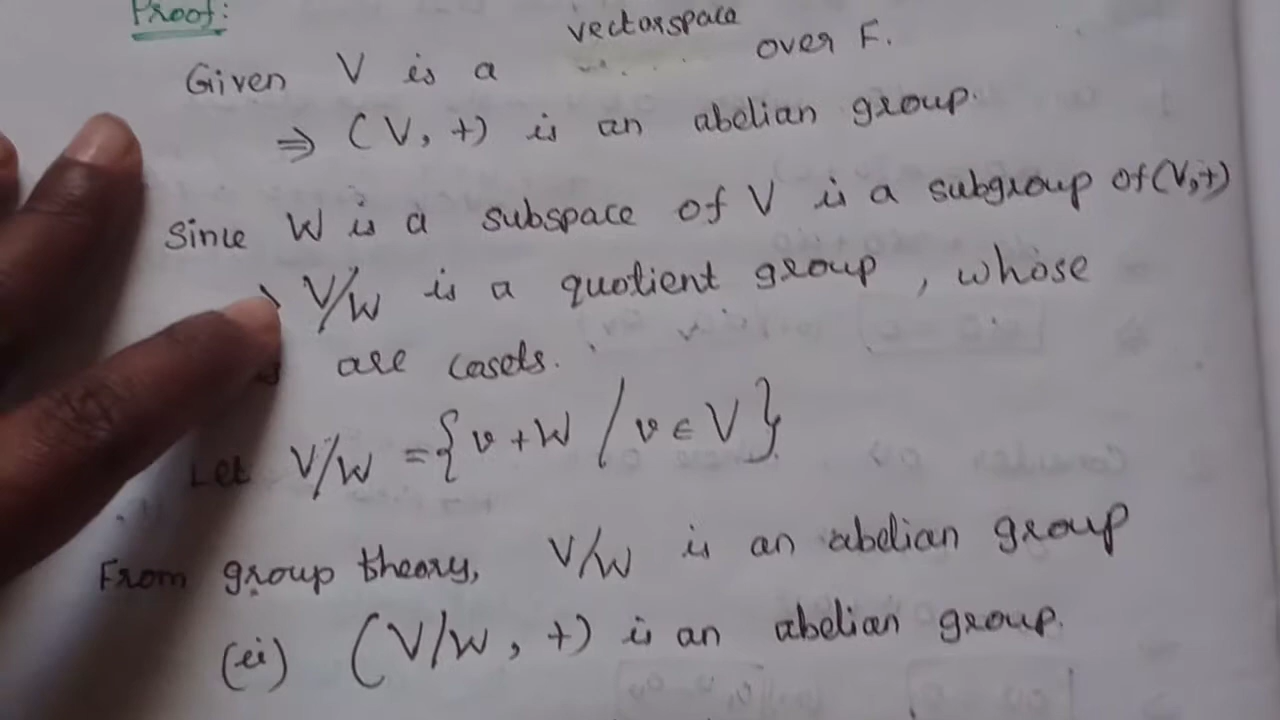 Proof:
Given V is a vectorspace over F.
⇒ (V, +) is an abelian group.
Since W is a subspace of V is a subgroup of (V,+)
V/W is a quotient group, whose
are cosets.
Let V/W = {v + W / v ∈ V}
From group theory, V/W is an abelian group
(ii) (V/W, +) is an abelian group.